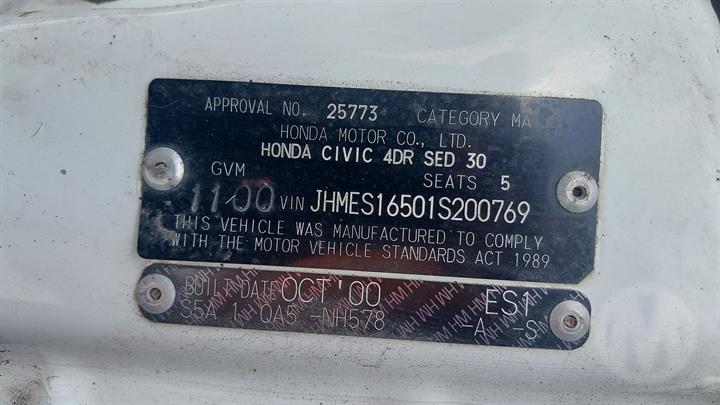 APPROVAL NO. 25773 CATEGORY MA
HONDA MOTOR CO., LTD.
HONDA CIVIC 4DR SED 30
GVM SEATS 5
1100 VIN JHMES16501S200769
THIS VEHICLE WAS MANUFACTURED TO COMPLY
WITH THE MOTOR VEHICLE STANDARDS ACT 1989
BUILT DATE OCT'00 ES1
S5A 1 QA5 -NH578 -A -S